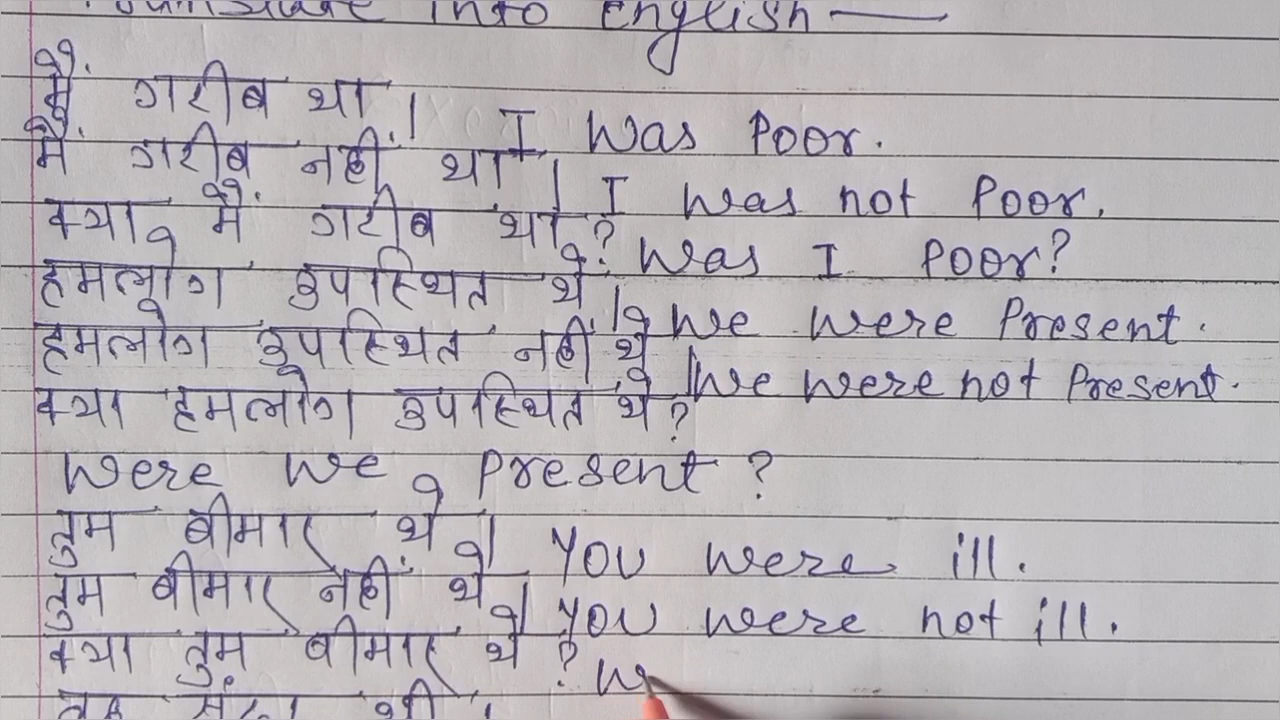 Translate into English —
मैं गरीब था। I was Poor.
मैं गरीब नहीं था। I was not Poor.
क्या मैं गरीब था? Was I Poor?
हमलोग उपस्थित थे। We were Present.
हमलोग उपस्थित नहीं थे। We were not Present.
क्या हमलोग उपस्थित थे?
Were we present?
तुम बीमार थे। You were ill.
तुम बीमार नहीं थे। You were not ill.
क्या तुम बीमार थे? W